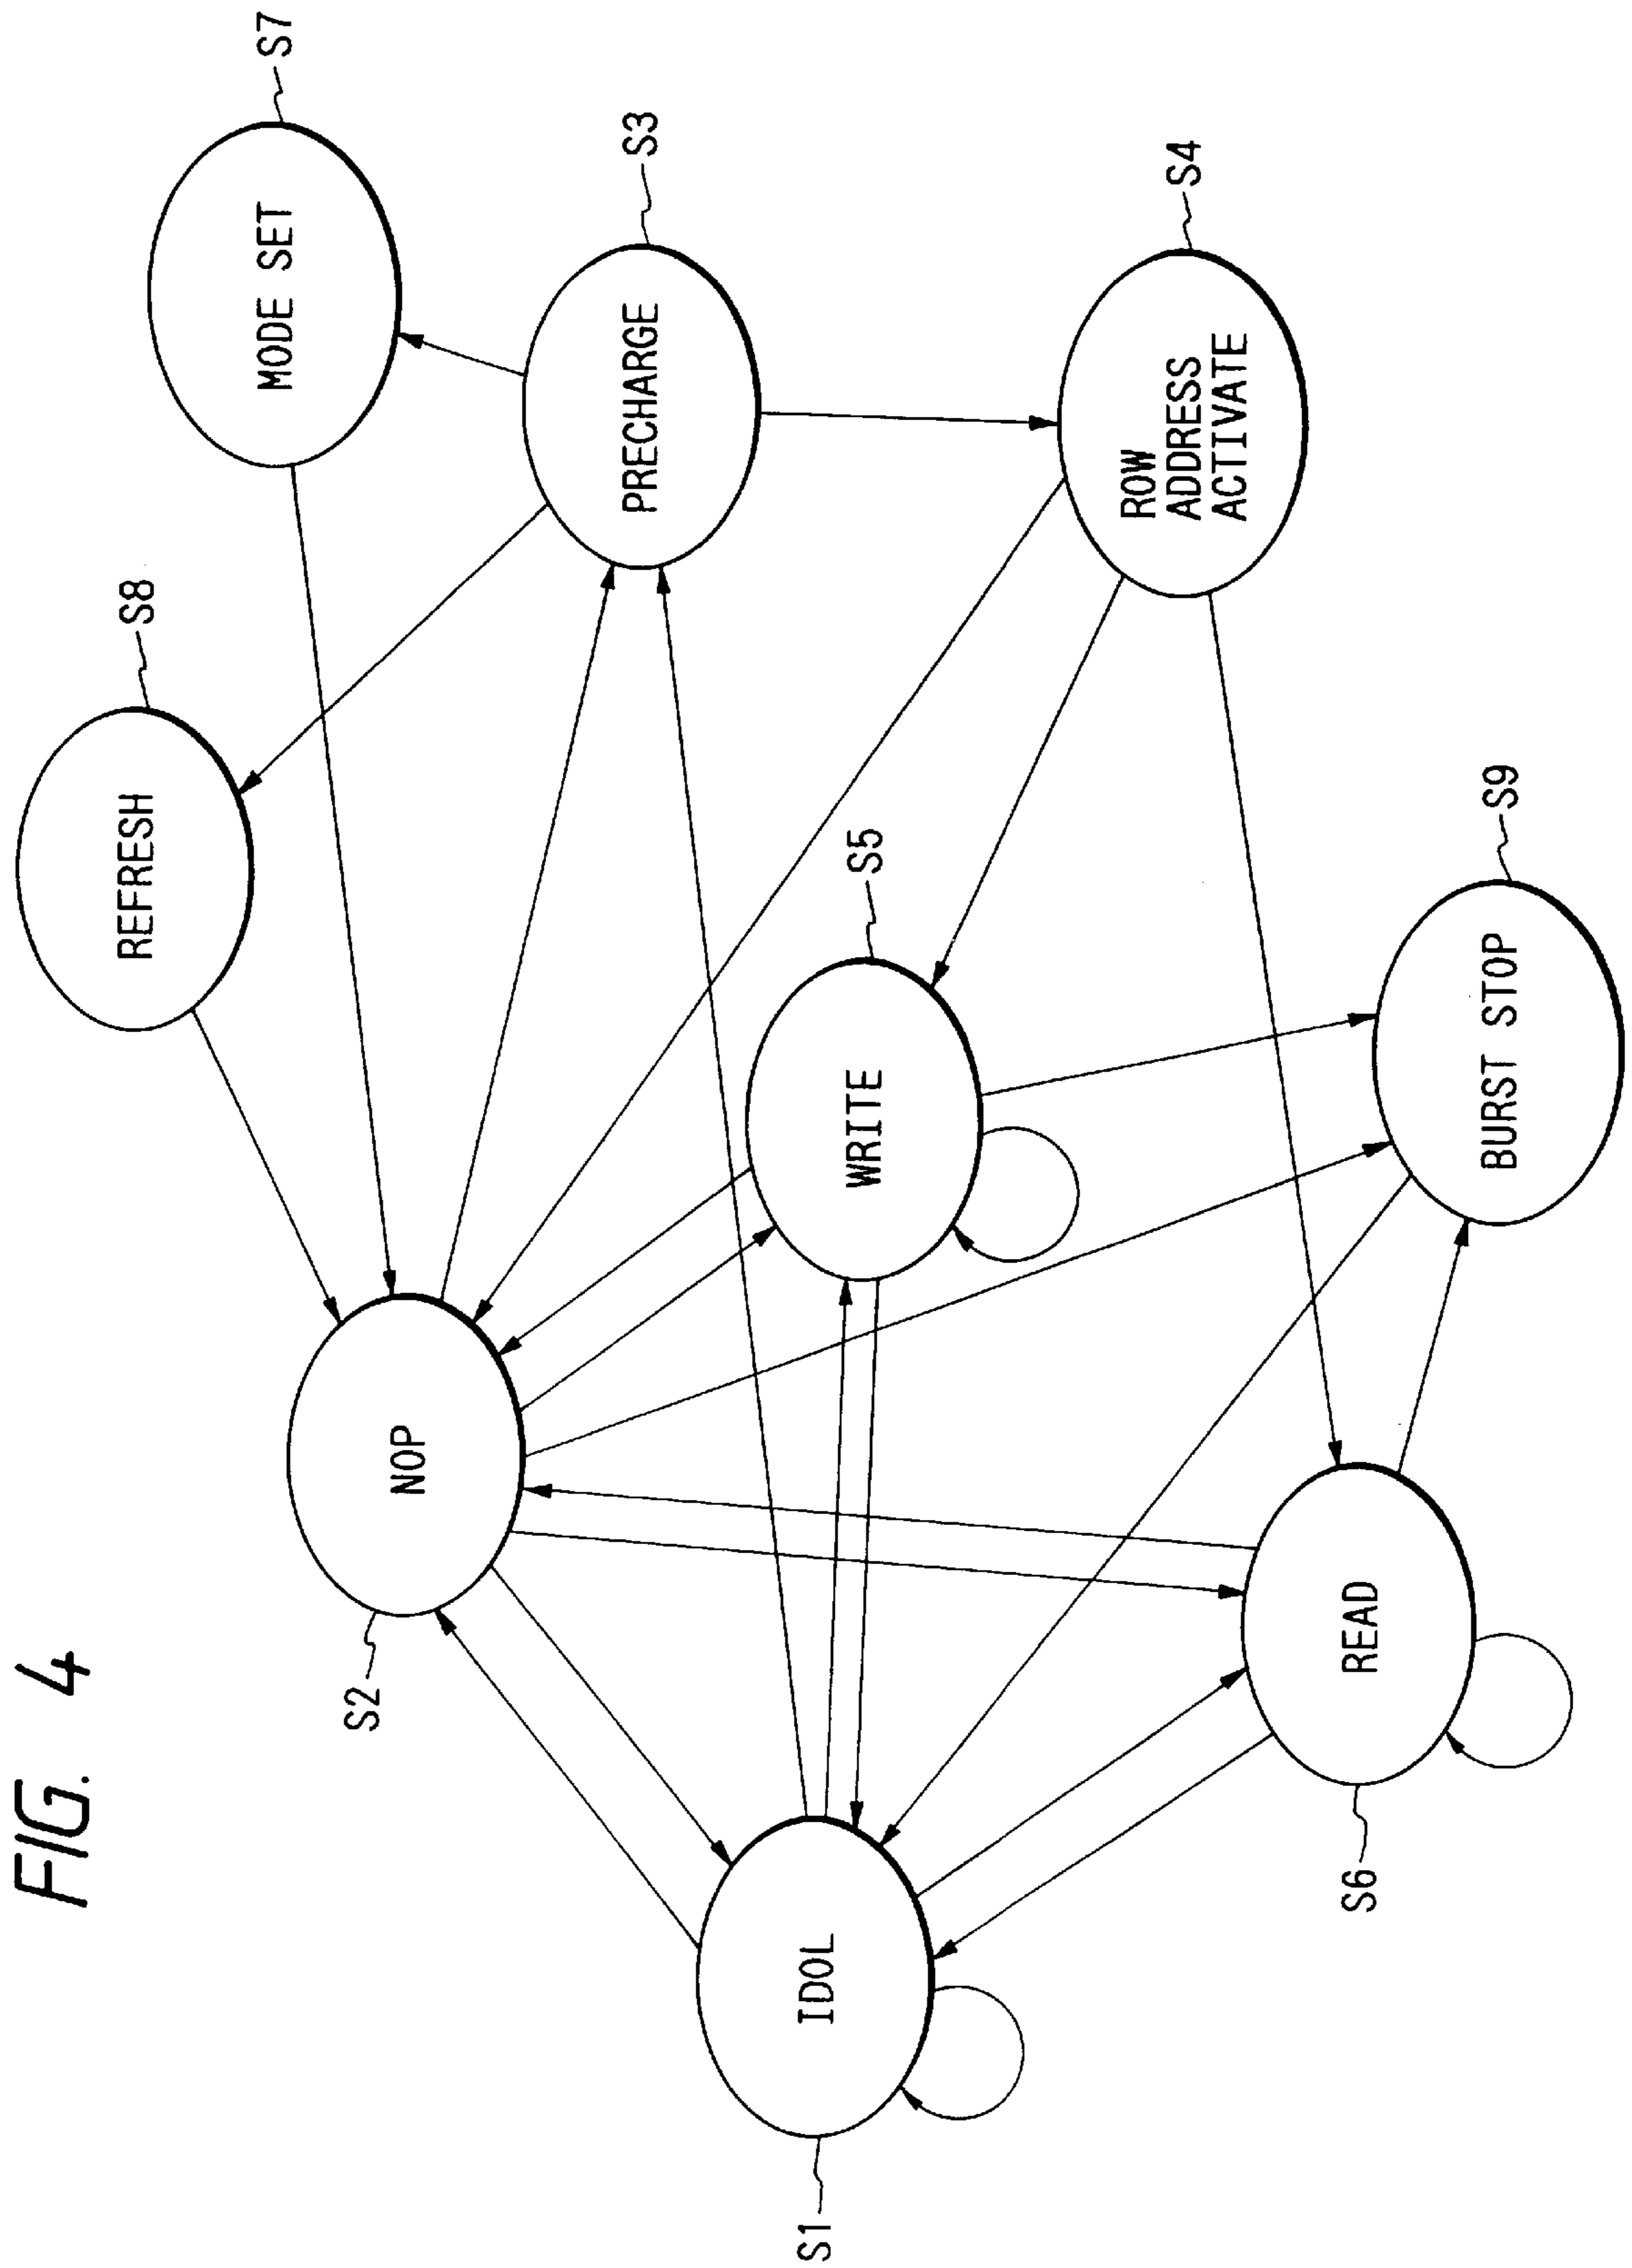 FIG. 4
S7
MODE SET
S8
REFRESH
S3
PRECHARGE
S2
NOP
S4
ROW
ADDRESS
ACTIVATE
S5
WRITE
S1
IDOL
S9
BURST STOP
S6
READ